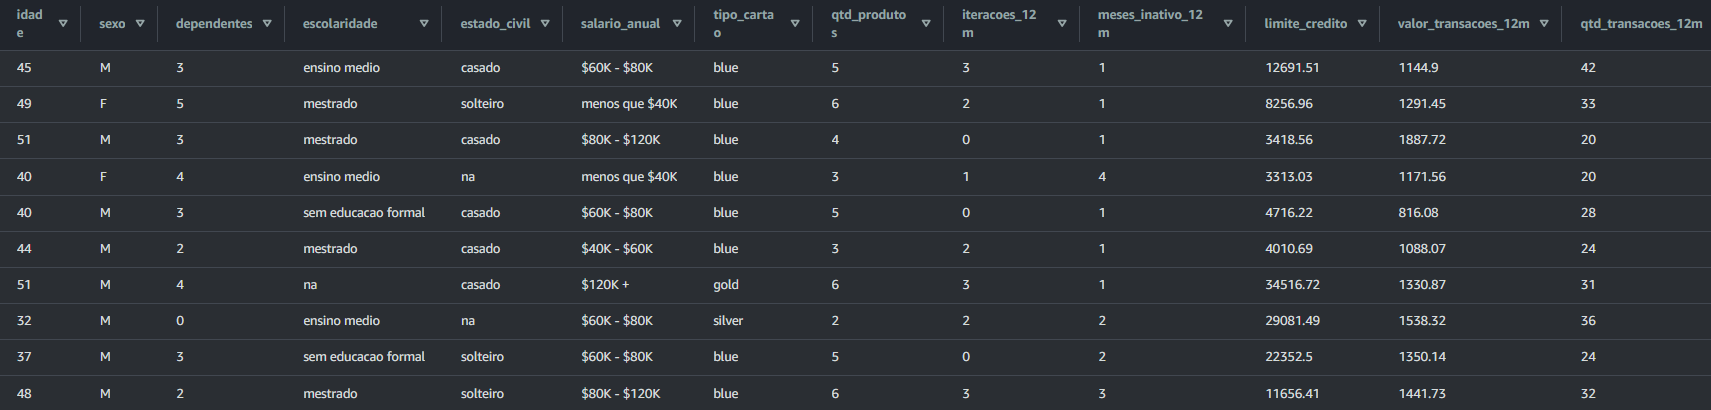 idad
e sexo dependentes escolaridade estado_civil salario_anual tipo_carta
o qtd_produto
s iteracoes_12
m meses_inativo_12
m limite_credito valor_transacoes_12m qtd_transacoes_12m
45 M 3 ensino medio casado $60K - $80K blue 5 3 1 12691.51 1144.9 42
49 F 5 mestrado solteiro menos que $40K blue 6 2 1 8256.96 1291.45 33
51 M 3 mestrado casado $80K - $120K blue 4 0 1 3418.56 1887.72 20
40 F 4 ensino medio na menos que $40K blue 3 1 4 3313.03 1171.56 20
40 M 3 sem educacao formal casado $60K - $80K blue 5 0 1 4716.22 816.08 28
44 M 2 mestrado casado $40K - $60K blue 3 2 1 4010.69 1088.07 24
51 M 4 na casado $120K + gold 6 3 1 34516.72 1330.87 31
32 M 0 ensino medio na $60K - $80K silver 2 2 2 29081.49 1538.32 36
37 M 3 sem educacao formal solteiro $60K - $80K blue 5 0 2 22352.5 1350.14 24
48 M 2 mestrado solteiro $80K - $120K blue 6 3 3 11656.41 1441.73 32